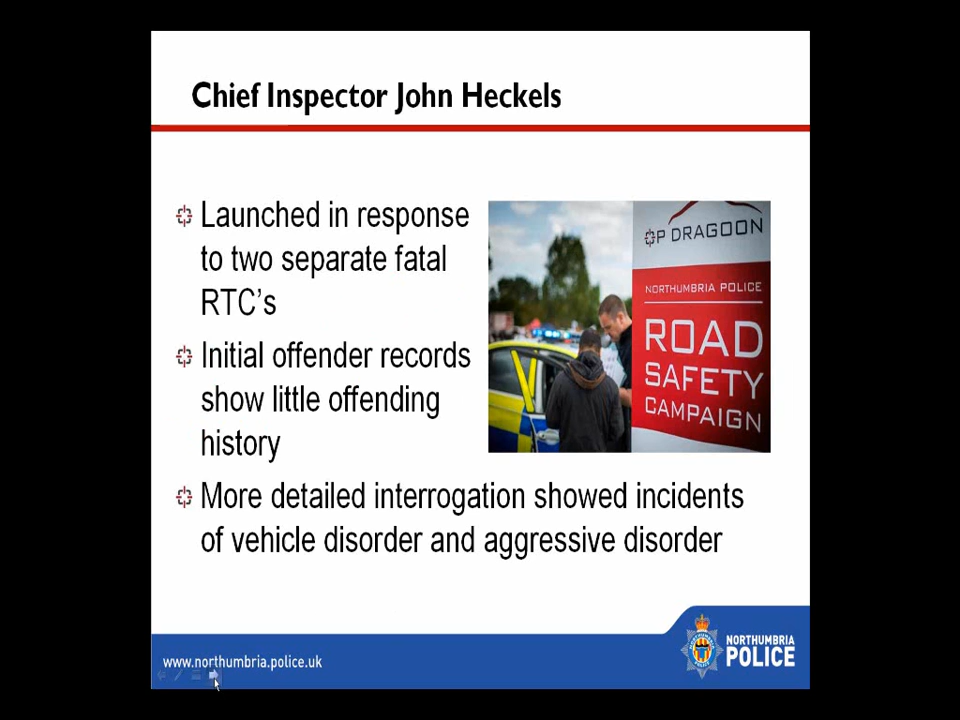 Chief Inspector John Heckels
Launched in response
to two separate fatal
RTC's
Initial offender records
show little offending
history
More detailed interrogation showed incidents
of vehicle disorder and aggressive disorder
OP DRAGOON
NORTHUMBRIA POLICE
ROAD
SAFETY
CAMPAIGN
www.northumbria.police.uk
NORTHUMBRIA
POLICE